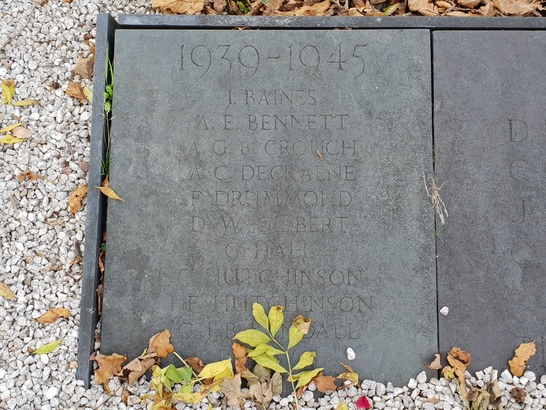 1939-1945
J. BAINES
A. E. BENNETT
A. G. R. CROUCH
A. C. DECRAENE
F. DRUMMOND
D. W. GILBERT
G. HALL
C. HUTCHINSON
J. F. HUTCHINSON
D
J